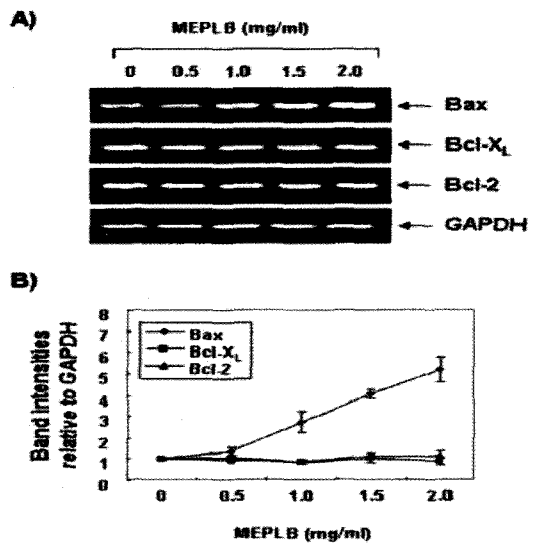 A)
MEPLB (mg/ml)
0 0.5 1.0 1.5 2.0
Bax
Bcl-XL
Bcl-2
GAPDH
B)
Band intensities
relative to GAPDH
8
7
6
5
4
3
2
1
0
Bax
Bcl-XL
Bcl-2
0 0.5 1.0 1.5 2.0
MEPLB (mg/ml)